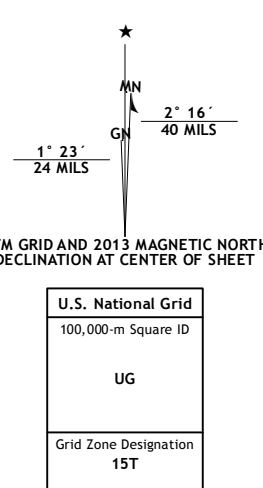 ★
MN
2° 16´
40 MILS
GN
1° 23´
24 MILS
TM GRID AND 2013 MAGNETIC NORTH
DECLINATION AT CENTER OF SHEET
U.S. National Grid
100,000-m Square ID
UG
Grid Zone Designation
15T